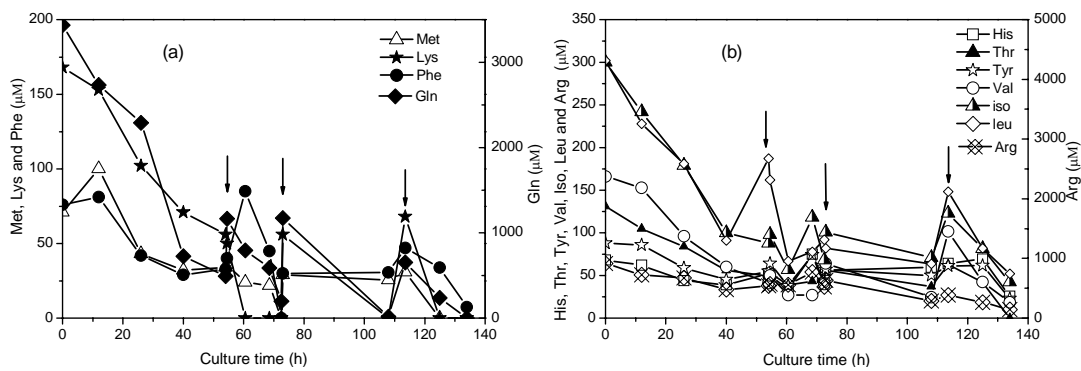 (a)
Met
Lys
Phe
Gln
Met, Lys and Phe (μM)
200
150
100
50
0
Gln (μM)
3000
2000
1000
0
0 20 40 60 80 100 120 140
Culture time (h)
(b)
His
Thr
Tyr
Val
iso
leu
Arg
His, Thr, Tyr, Val, Iso, Leu and Arg (μM)
350
300
250
200
150
100
50
0
Arg (μM)
5000
4000
3000
2000
1000
0
0 20 40 60 80 100 120 140
Culture time (h)